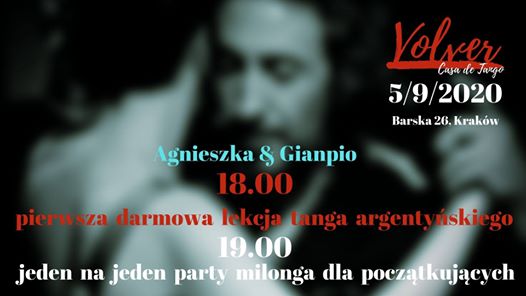 Volver
Casa de Tango
5/9/2020
Barska 26, Kraków
Agnieszka & Gianpio
18.00
pierwsza darmowa lekcja tanga argentyńskiego
19.00
jeden na jeden party milonga dla początkujących